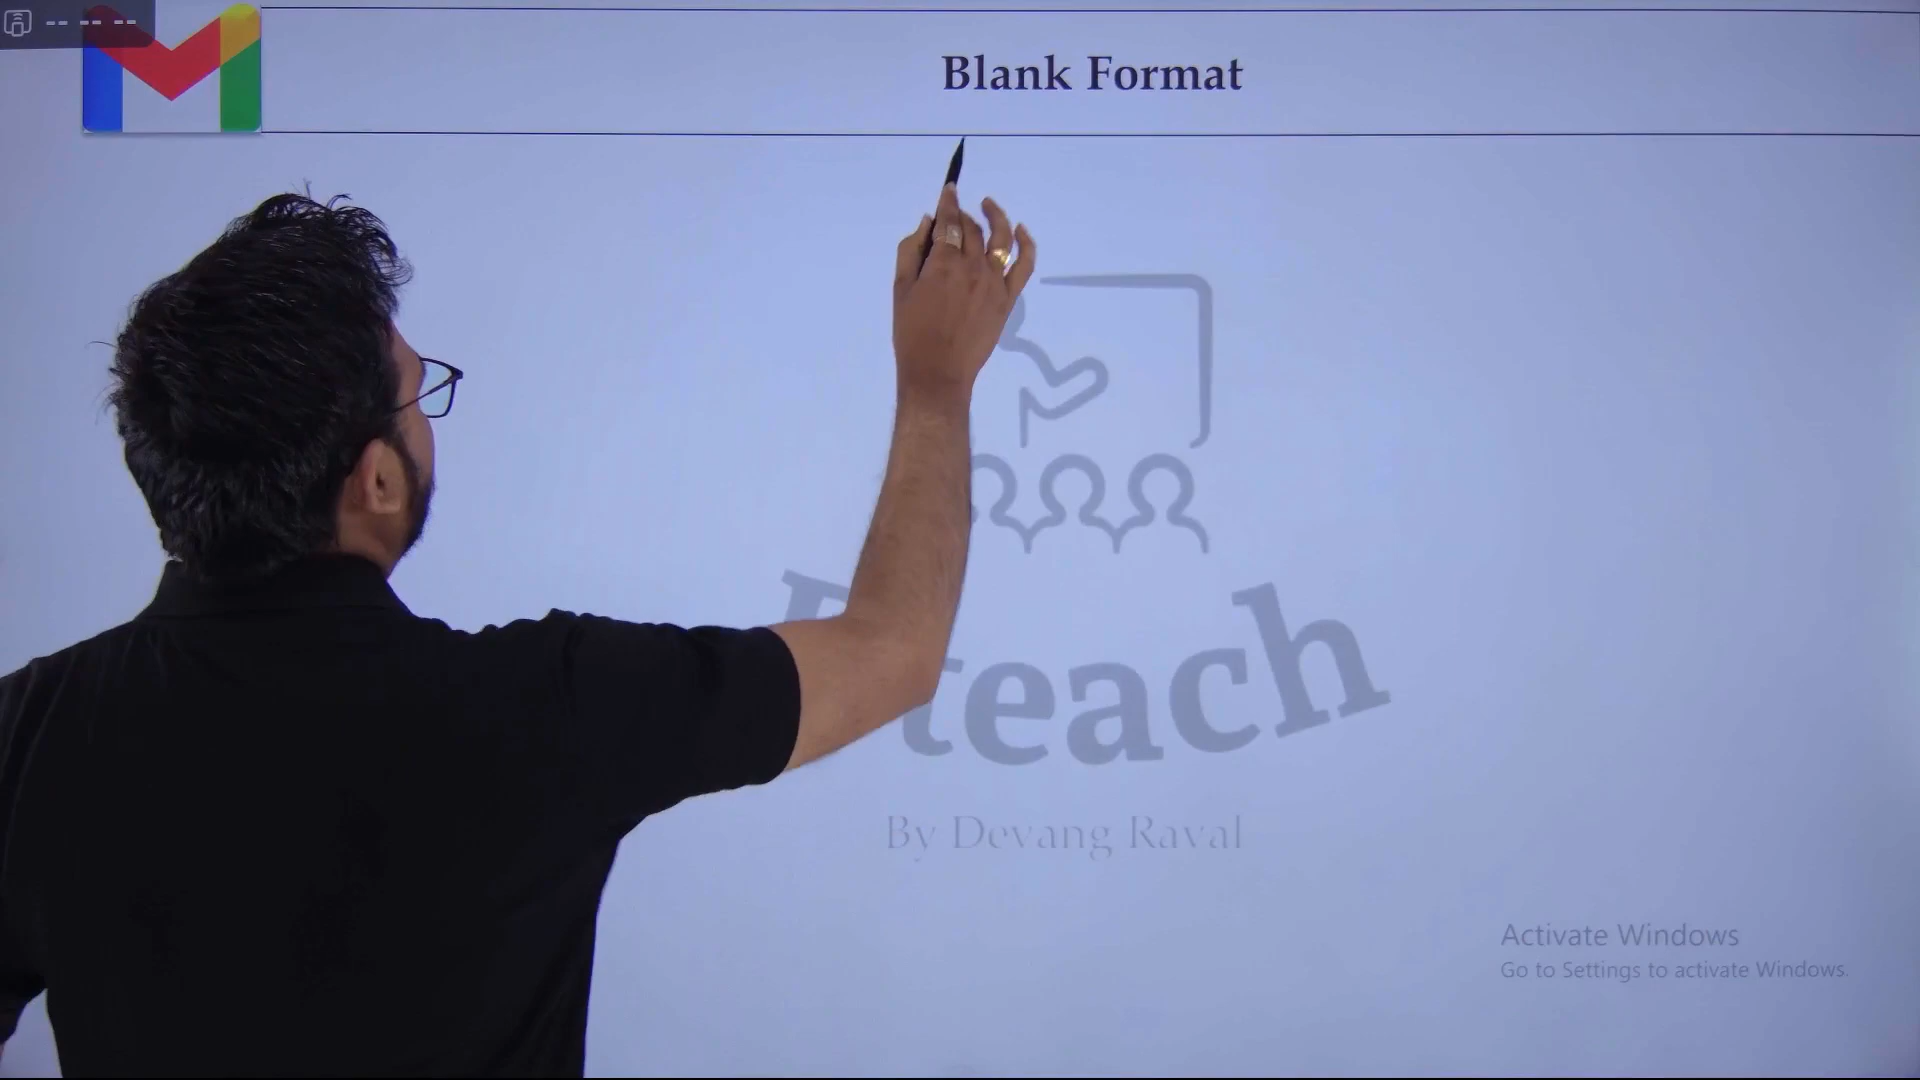 Blank Format
teach
By Devang Raval
Activate Windows
Go to Settings to activate Windows.